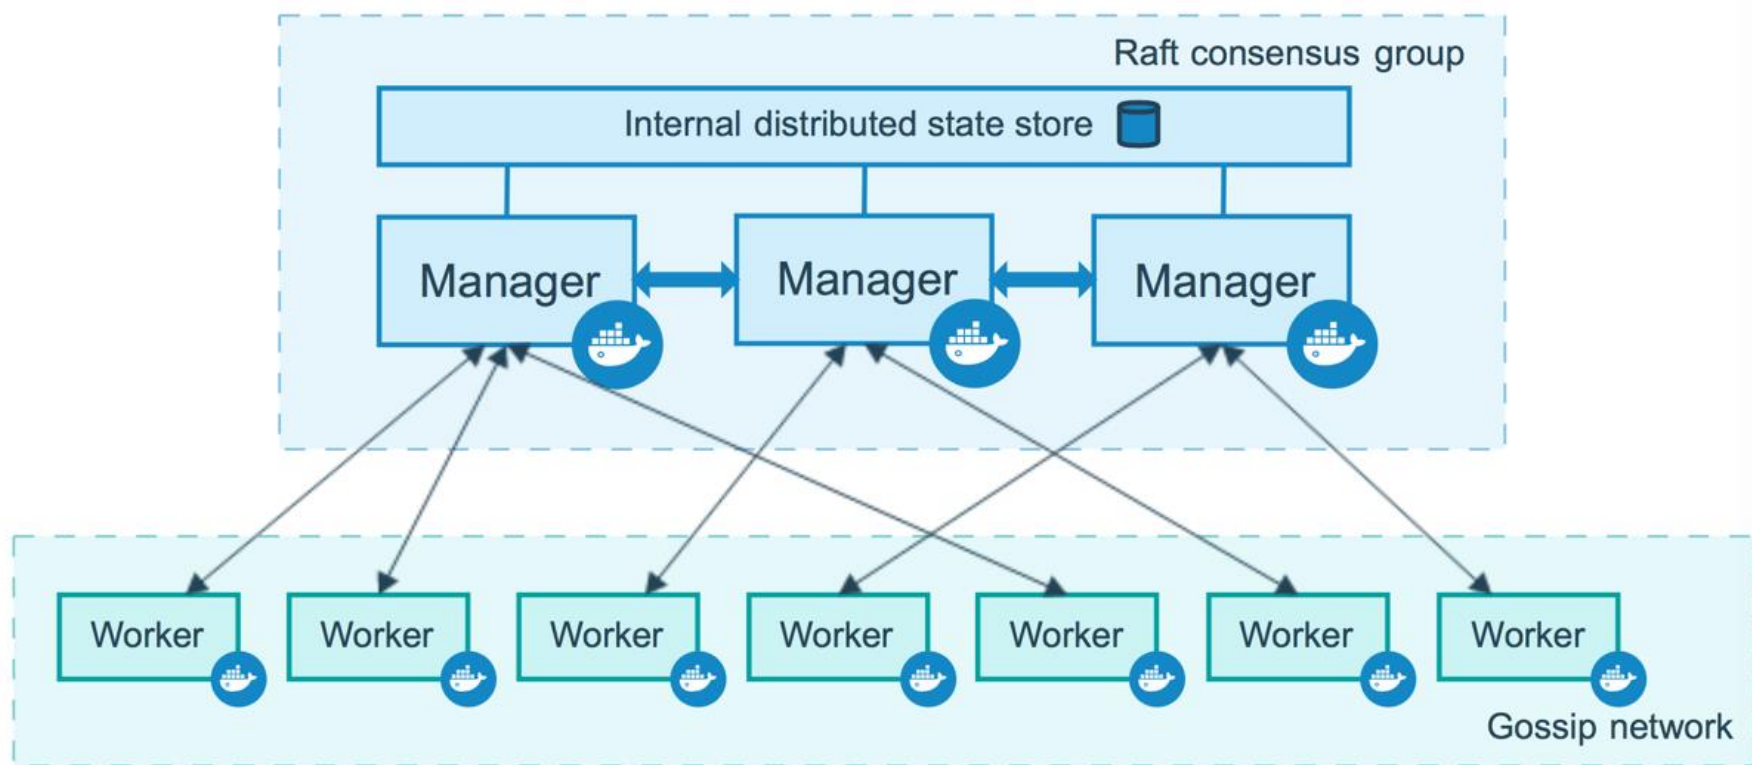 Raft consensus group
Internal distributed state store
Manager
Manager
Manager
Worker
Worker
Worker
Worker
Worker
Worker
Worker
Gossip network